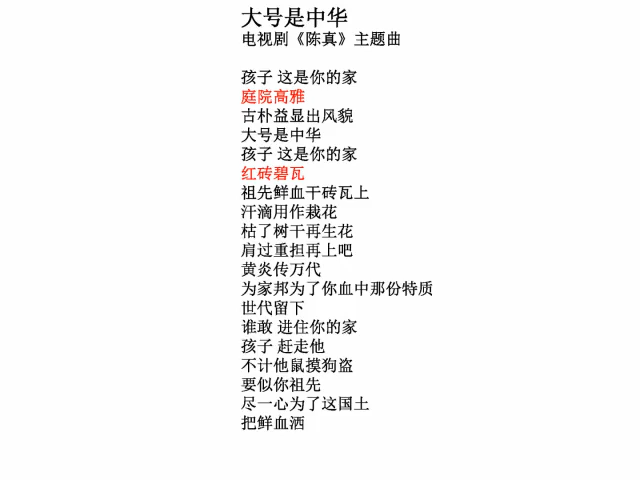 大号是中华
电视剧《陈真》主题曲
孩子 这是你的家
庭院高雅
古朴益显出风貌
大号是中华
孩子 这是你的家
红砖碧瓦
祖先鲜血干砖瓦上
汗滴用作栽花
枯了树干再生花
肩过重担再上吧
黄炎传万代
为家邦为了你血中那份特质
世代留下
谁敢 进住你的家
孩子 赶走他
不计他鼠摸狗盗
要似你祖先
尽一心为了这国土
把鲜血洒